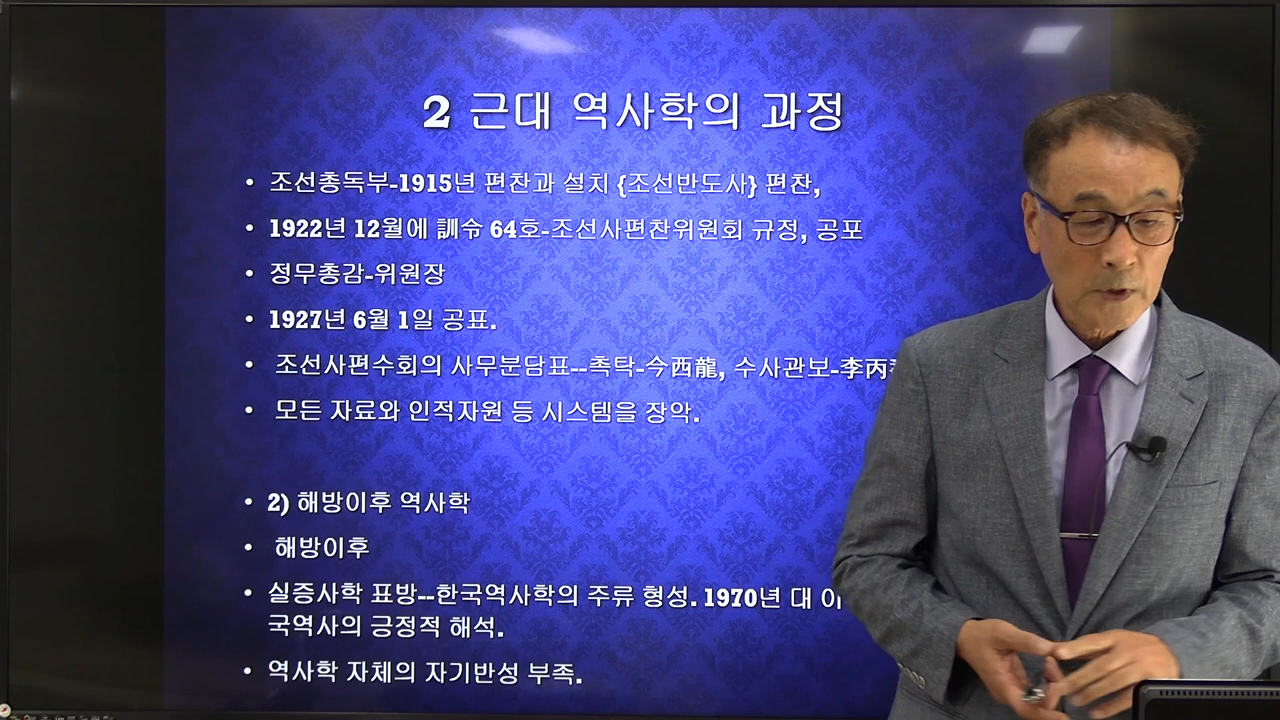 2 근대 역사학의 과정
• 조선총독부-1915년 편찬과 설치 {조선반도사} 편찬,
• 1922년 12월에 訓令 64호-조선사편찬위원회 규정, 공포
• 정무총감-위원장
• 1927년 6월 1일 공표.
• 조선사편수회의 사무분담표--촉탁-今西龍, 수사관보-李丙
• 모든 자료와 인적자원 등 시스템을 장악.
• 2) 해방이후 역사학
• 해방이후
• 실증사학 표방--한국역사학의 주류 형성. 1970년 대 이
국역사의 긍정적 해석.
• 역사학 자체의 자기반성 부족.